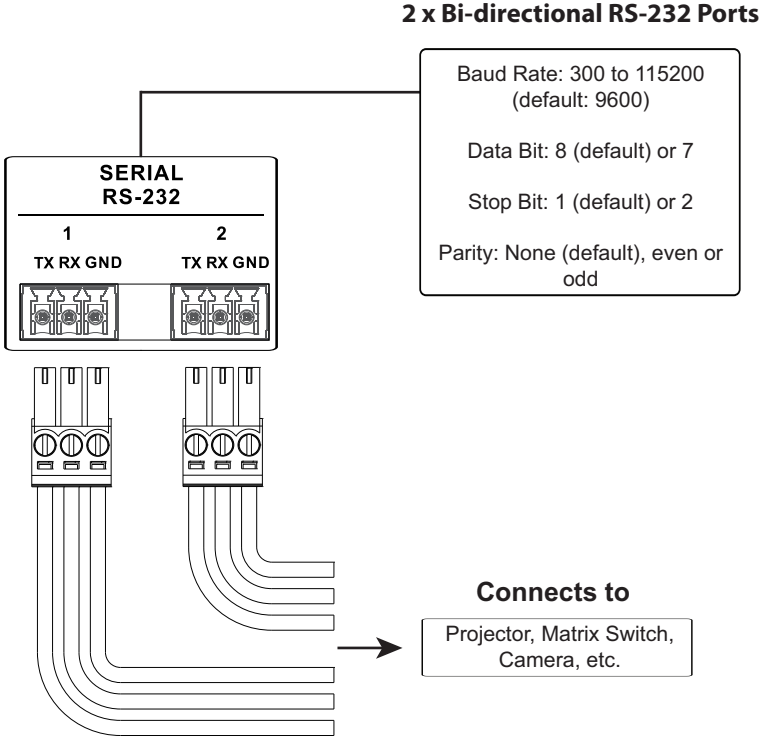 2 x Bi-directional RS-232 Ports
Baud Rate: 300 to 115200
(default: 9600)
Data Bit: 8 (default) or 7
Stop Bit: 1 (default) or 2
Parity: None (default), even or
odd
SERIAL
RS-232
1 2
TX RX GND TX RX GND
Connects to
Projector, Matrix Switch,
Camera, etc.